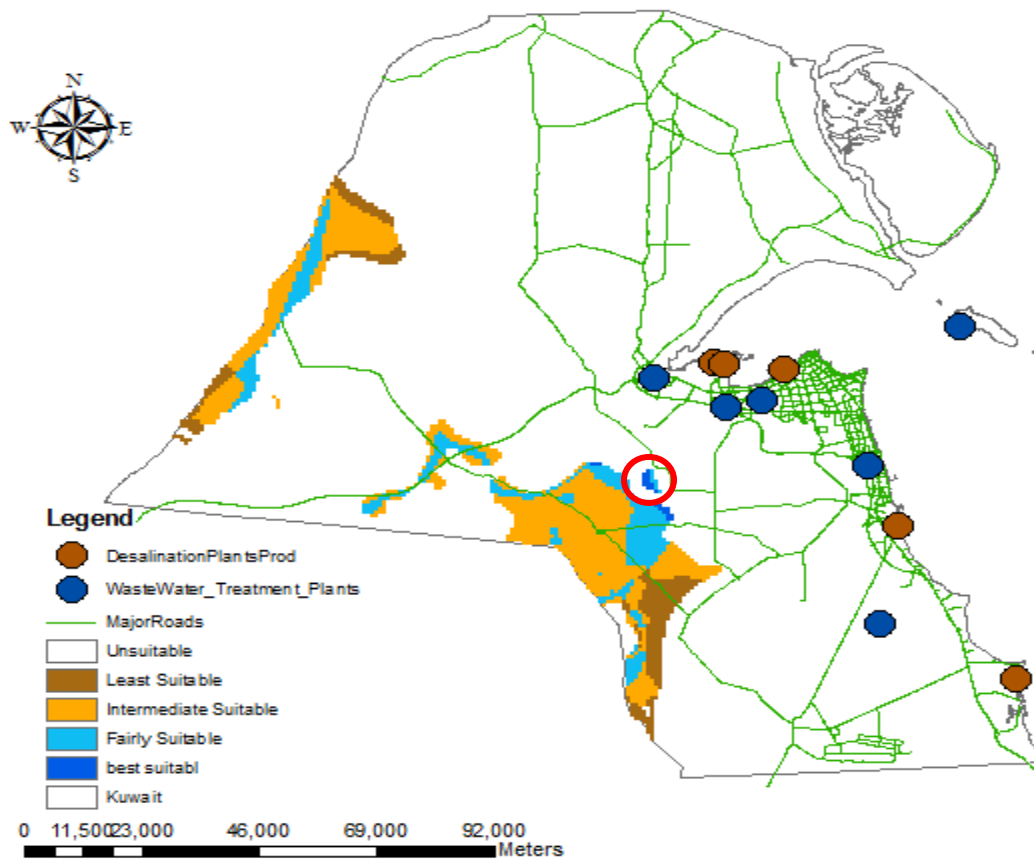 N
W E
S
Legend
DesalinationPlantsProd
WasteWater_Treatment_Plants
MajorRoads
Unsuitable
Least Suitable
Intermediate Suitable
Fairly Suitable
best suitabl
Kuwait
0 11,500 23,000 46,000 69,000 92,000
Meters